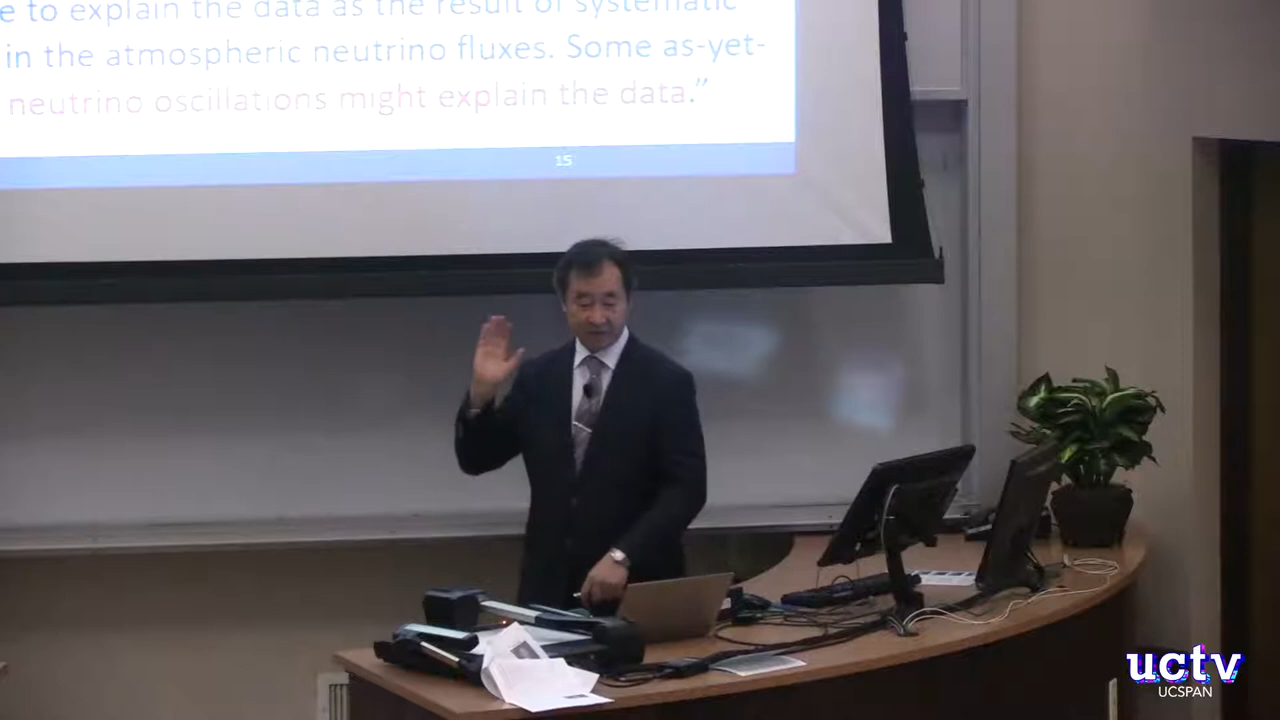 e to explain the data as the result of systematic
in the atmospheric neutrino fluxes. Some as-yet-
neutrino oscillations might explain the data.”
15
uctv
UCSPAN